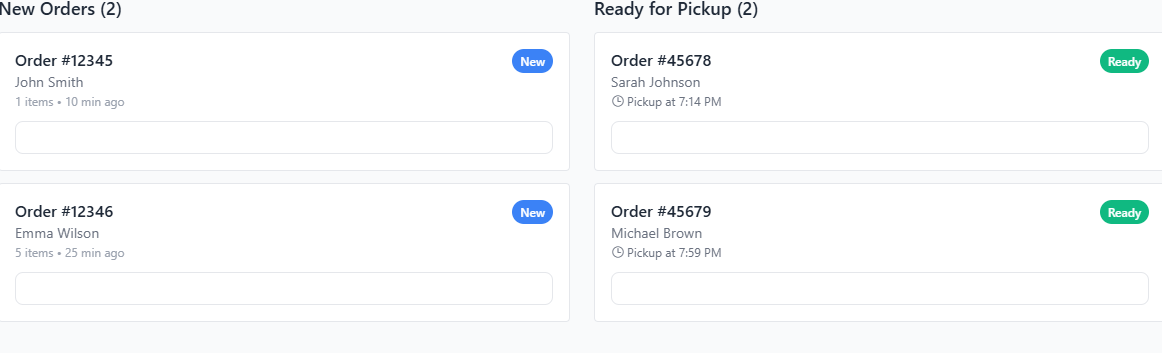 New Orders (2)
Order #12345
New
John Smith
1 items • 10 min ago
Order #12346
New
Emma Wilson
5 items • 25 min ago
Ready for Pickup (2)
Order #45678
Ready
Sarah Johnson
Pickup at 7:14 PM
Order #45679
Ready
Michael Brown
Pickup at 7:59 PM